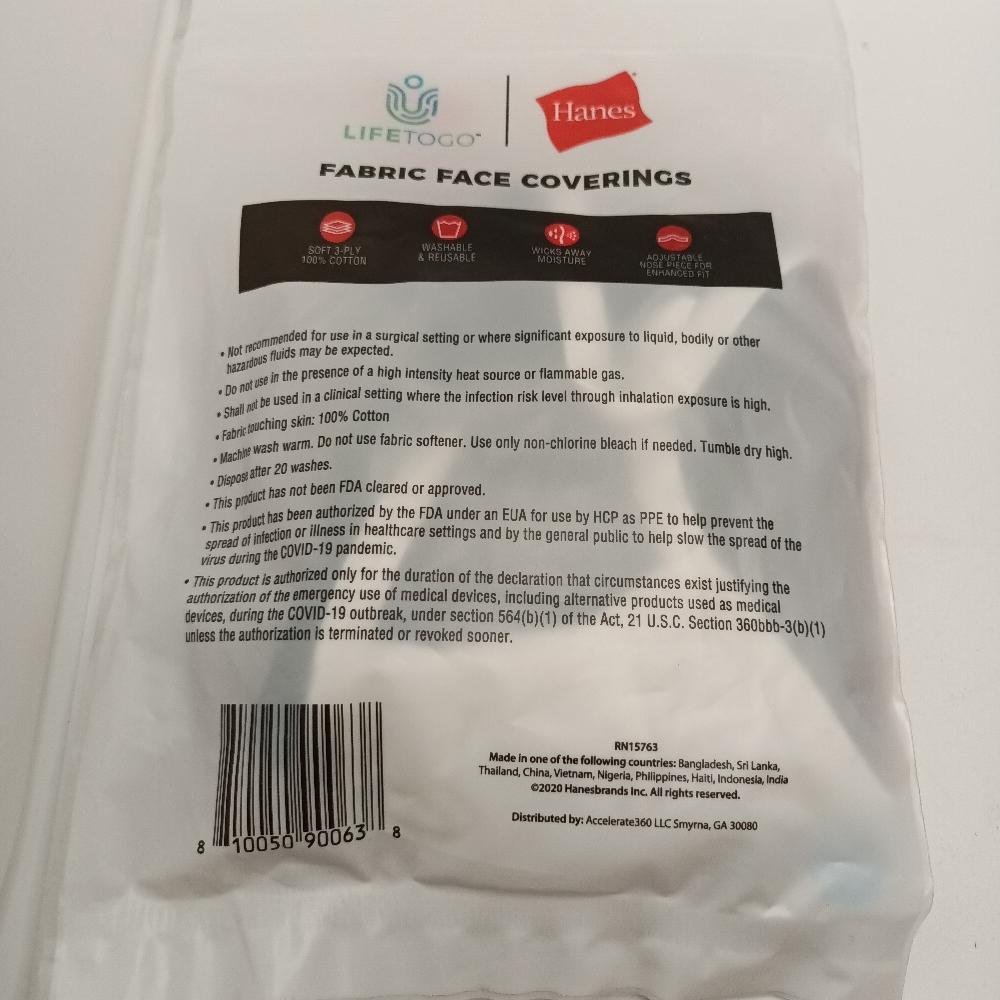 LIFETOGO™
Hanes
FABRIC FACE COVERINGS
SOFT 3-PLY
100% COTTON
WASHABLE
& REUSABLE
WICKS AWAY
MOISTURE
ADJUSTABLE
NOSE PIECE FOR
ENHANCED FIT
• Not recommended for use in a surgical setting or where significant exposure to liquid, bodily or other
hazardous fluids may be expected.
• Do not use in the presence of a high intensity heat source or flammable gas.
• Shall not be used in a clinical setting where the infection risk level through inhalation exposure is high.
• Fabric touching skin: 100% Cotton
• Machine wash warm. Do not use fabric softener. Use only non-chlorine bleach if needed. Tumble dry high.
• Dispose after 20 washes.
• This product has not been FDA cleared or approved.
• This product has been authorized by the FDA under an EUA for use by HCP as PPE to help prevent the
spread of infection or illness in healthcare settings and by the general public to help slow the spread of the
virus during the COVID-19 pandemic.
• This product is authorized only for the duration of the declaration that circumstances exist justifying the
authorization of the emergency use of medical devices, including alternative products used as medical
devices, during the COVID-19 outbreak, under section 564(b)(1) of the Act, 21 U.S.C. Section 360bbb-3(b)(1)
unless the authorization is terminated or revoked sooner.
RN15763
Made in one of the following countries: Bangladesh, Sri Lanka,
Thailand, China, Vietnam, Nigeria, Philippines, Haiti, Indonesia, India
©2020 Hanesbrands Inc. All rights reserved.
Distributed by: Accelerate360 LLC Smyrna, GA 30080
8 10050 90063 8